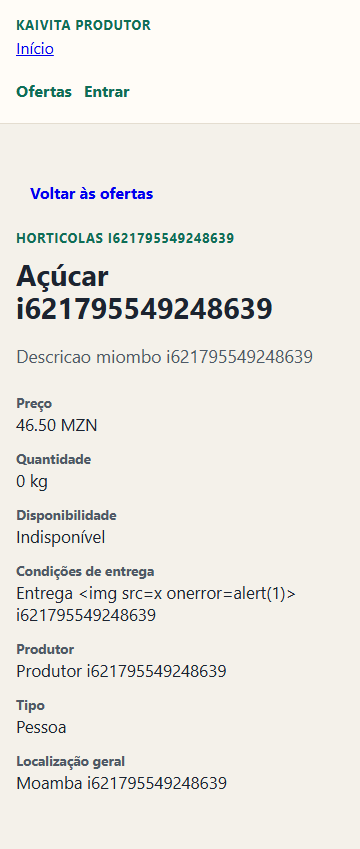 KAIVITA PRODUTOR
Início
Ofertas Entrar
Voltar às ofertas
HORTICOLAS I621795549248639
Açúcar
i621795549248639
Descricao miombo i621795549248639
Preço
46.50 MZN
Quantidade
0 kg
Disponibilidade
Indisponível
Condições de entrega
Entrega <img src=x onerror=alert(1)>
i621795549248639
Produtor
Produtor i621795549248639
Tipo
Pessoa
Localização geral
Moamba i621795549248639